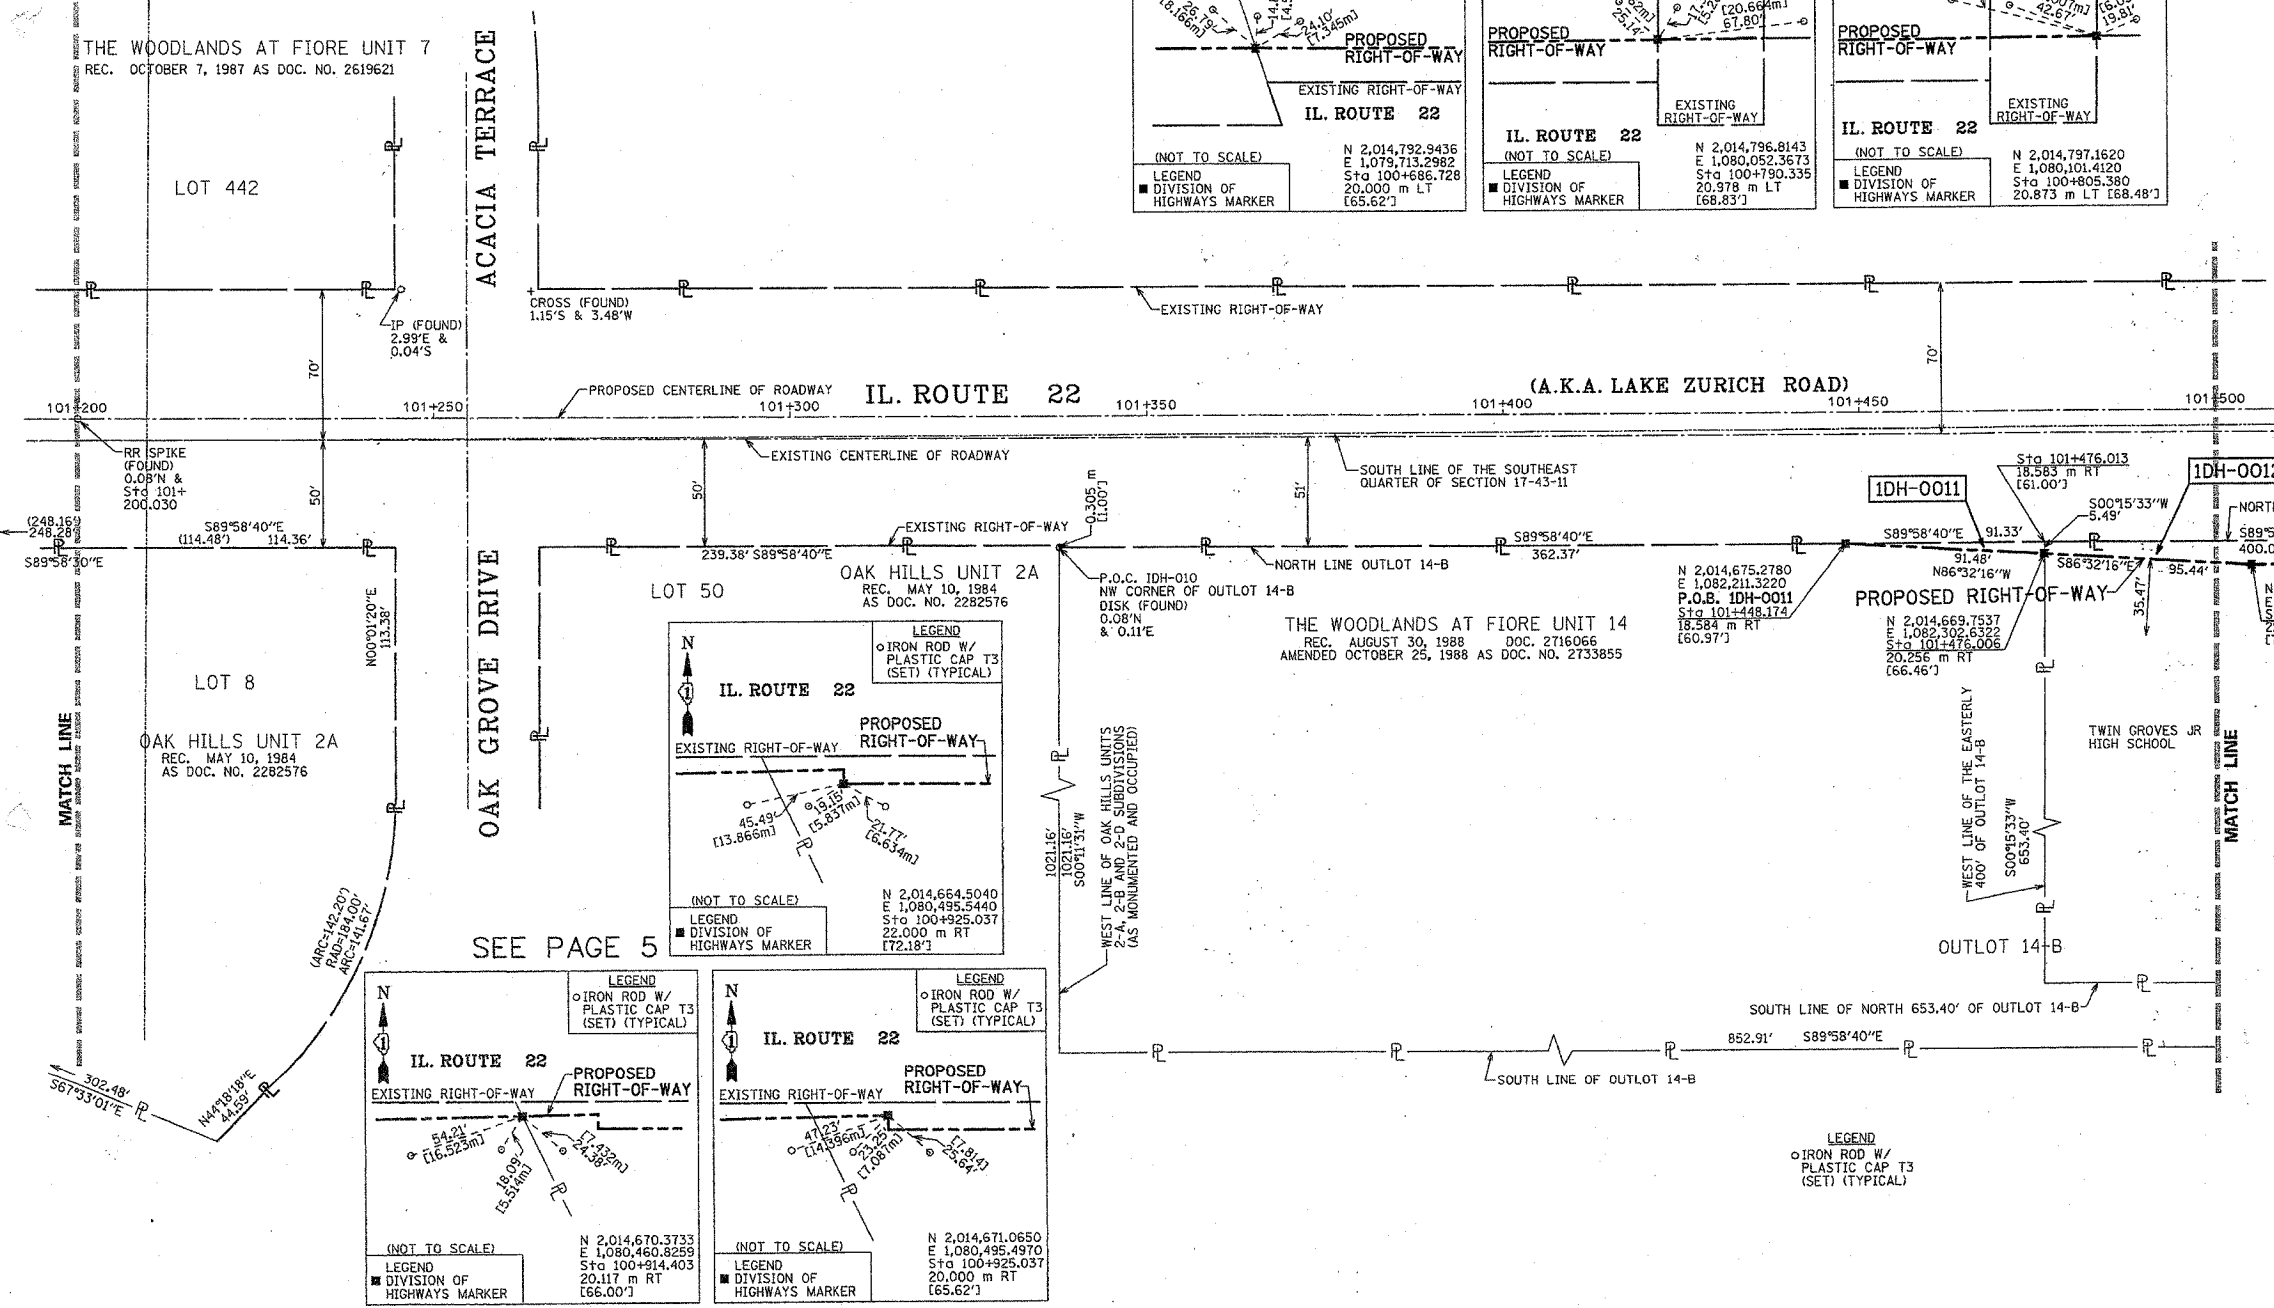 THE WOODLANDS AT FIORE UNIT 7
REC. OCTOBER 7, 1987 AS DOC. NO. 2619621
LOT 442
ACACIA TERRACE
26.79'
[8.166m]
24.10'
[7.345m]
PROPOSED
RIGHT-OF-WAY
EXISTING RIGHT-OF-WAY
IL. ROUTE 22
(NOT TO SCALE)
LEGEND
DIVISION OF
HIGHWAYS MARKER
N 2,014,792.9436
E 1,079,713.2982
Sta 100+686.728
20.000 m LT
[65.62']
25.14'
[20.664m]
67.80'
PROPOSED
RIGHT-OF-WAY
EXISTING
RIGHT-OF-WAY
IL. ROUTE 22
(NOT TO SCALE)
LEGEND
DIVISION OF
HIGHWAYS MARKER
N 2,014,796.8143
E 1,080,052.3673
Sta 100+790.335
20.978 m LT
[68.83']
42.67'
19.81'
PROPOSED
RIGHT-OF-WAY
EXISTING
RIGHT-OF-WAY
IL. ROUTE 22
(NOT TO SCALE)
LEGEND
DIVISION OF
HIGHWAYS MARKER
N 2,014,797.1620
E 1,080,101.4120
Sta 100+805.380
20.873 m LT [68.48']
IP (FOUND)
2.99'E &
0.04'S
CROSS (FOUND)
1.15'S & 3.48'W
EXISTING RIGHT-OF-WAY
70'
70'
PROPOSED CENTERLINE OF ROADWAY
IL. ROUTE 22
(A.K.A. LAKE ZURICH ROAD)
101+200
101+250
101+300
101+350
101+400
101+450
101+500
RR SPIKE
(FOUND)
0.08'N &
Sta 101+
200.030
50'
EXISTING CENTERLINE OF ROADWAY
50'
0.305 m
[1.00']
51'
SOUTH LINE OF THE SOUTHEAST
QUARTER OF SECTION 17-43-11
1DH-0011
Sta 101+476.013
18.583 m RT
[61.00']
1DH-0012
S00°15'33"W
5.49'
(248.16')
248.28'
S89°58'30"E
S89°58'40"E
(114.48') 114.36'
EXISTING RIGHT-OF-WAY
239.38' S89°58'40"E
S89°58'40"E
362.37'
NORTH LINE OUTLOT 14-B
S89°58'40"E 91.33'
91.48'
N86°32'16"W
S86°32'16"E
95.44'
35.47'
N00°01'20"E
113.38'
OAK GROVE DRIVE
LOT 50
OAK HILLS UNIT 2A
REC. MAY 10, 1984
AS DOC. NO. 2282576
P.O.C. 1DH-010
NW CORNER OF OUTLOT 14-B
DISK (FOUND)
0.08'N
& 0.11'E
THE WOODLANDS AT FIORE UNIT 14
REC. AUGUST 30, 1988 DOC. 2716066
AMENDED OCTOBER 25, 1988 AS DOC. NO. 2733855
N 2,014,675.2780
E 1,082,211.3220
P.O.B. 1DH-0011
Sta 101+448.174
18.584 m RT
[60.97']
PROPOSED RIGHT-OF-WAY
N 2,014,669.7537
E 1,082,302.6322
Sta 101+476.006
20.256 m RT
[66.46']
LOT 8
OAK HILLS UNIT 2A
REC. MAY 10, 1984
AS DOC. NO. 2282576
MATCH LINE
(ARC=142.20')
RAD=184.00'
ARC=141.67'
302.48'
S67°33'01"E
N44°18'18"E
44.59'
N
IL. ROUTE 22
LEGEND
IRON ROD W/
PLASTIC CAP T3
(SET) (TYPICAL)
PROPOSED
RIGHT-OF-WAY
EXISTING RIGHT-OF-WAY
45.49'
[13.866m]
19.15'
[5.837m]
21.77'
[6.634m]
(NOT TO SCALE)
LEGEND
DIVISION OF
HIGHWAYS MARKER
N 2,014,664.5040
E 1,080,495.5440
Sta 100+925.037
22.000 m RT
[72.18']
1021.16'
1021.16'
S00°11'31"W
WEST LINE OF OAK HILLS UNITS
2-A, 2-B AND 2-D SUBDIVISIONS
(AS MONUMENTED AND OCCUPIED)
WEST LINE OF THE EASTERLY
400' OF OUTLOT 14-B
S00°15'33"W
653.40'
TWIN GROVES JR
HIGH SCHOOL
MATCH LINE
OUTLOT 14-B
SOUTH LINE OF NORTH 653.40' OF OUTLOT 14-B
852.91' S89°58'40"E
SOUTH LINE OF OUTLOT 14-B
SEE PAGE 5
N
LEGEND
IRON ROD W/
PLASTIC CAP T3
(SET) (TYPICAL)
IL. ROUTE 22
PROPOSED
RIGHT-OF-WAY
EXISTING RIGHT-OF-WAY
54.21'
[16.523m]
18.09'
[5.514m]
[7.432m]
24.38'
(NOT TO SCALE)
LEGEND
DIVISION OF
HIGHWAYS MARKER
N 2,014,670.3733
E 1,080,460.8259
Sta 100+914.403
20.117 m RT
[66.00']
N
LEGEND
IRON ROD W/
PLASTIC CAP T3
(SET) (TYPICAL)
IL. ROUTE 22
PROPOSED
RIGHT-OF-WAY
EXISTING RIGHT-OF-WAY
47.23'
[14.396m]
23.25'
[7.087m]
[7.814]
25.64'
(NOT TO SCALE)
LEGEND
DIVISION OF
HIGHWAYS MARKER
N 2,014,671.0650
E 1,080,495.4970
Sta 100+925.037
20.000 m RT
[65.62']
LEGEND
IRON ROD W/
PLASTIC CAP T3
(SET) (TYPICAL)